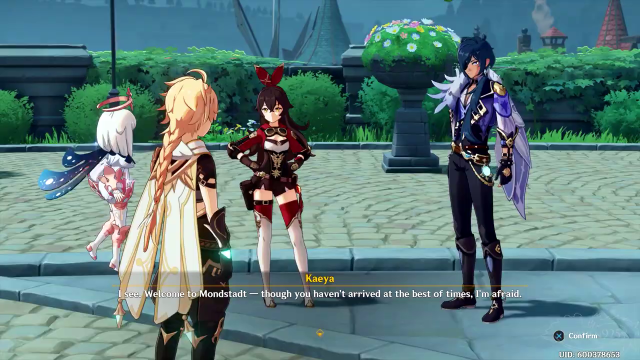 Kaeya
I see. Welcome to Mondstadt — though you haven't arrived at the best of times, I'm afraid.
Confirm
UID: 600378653